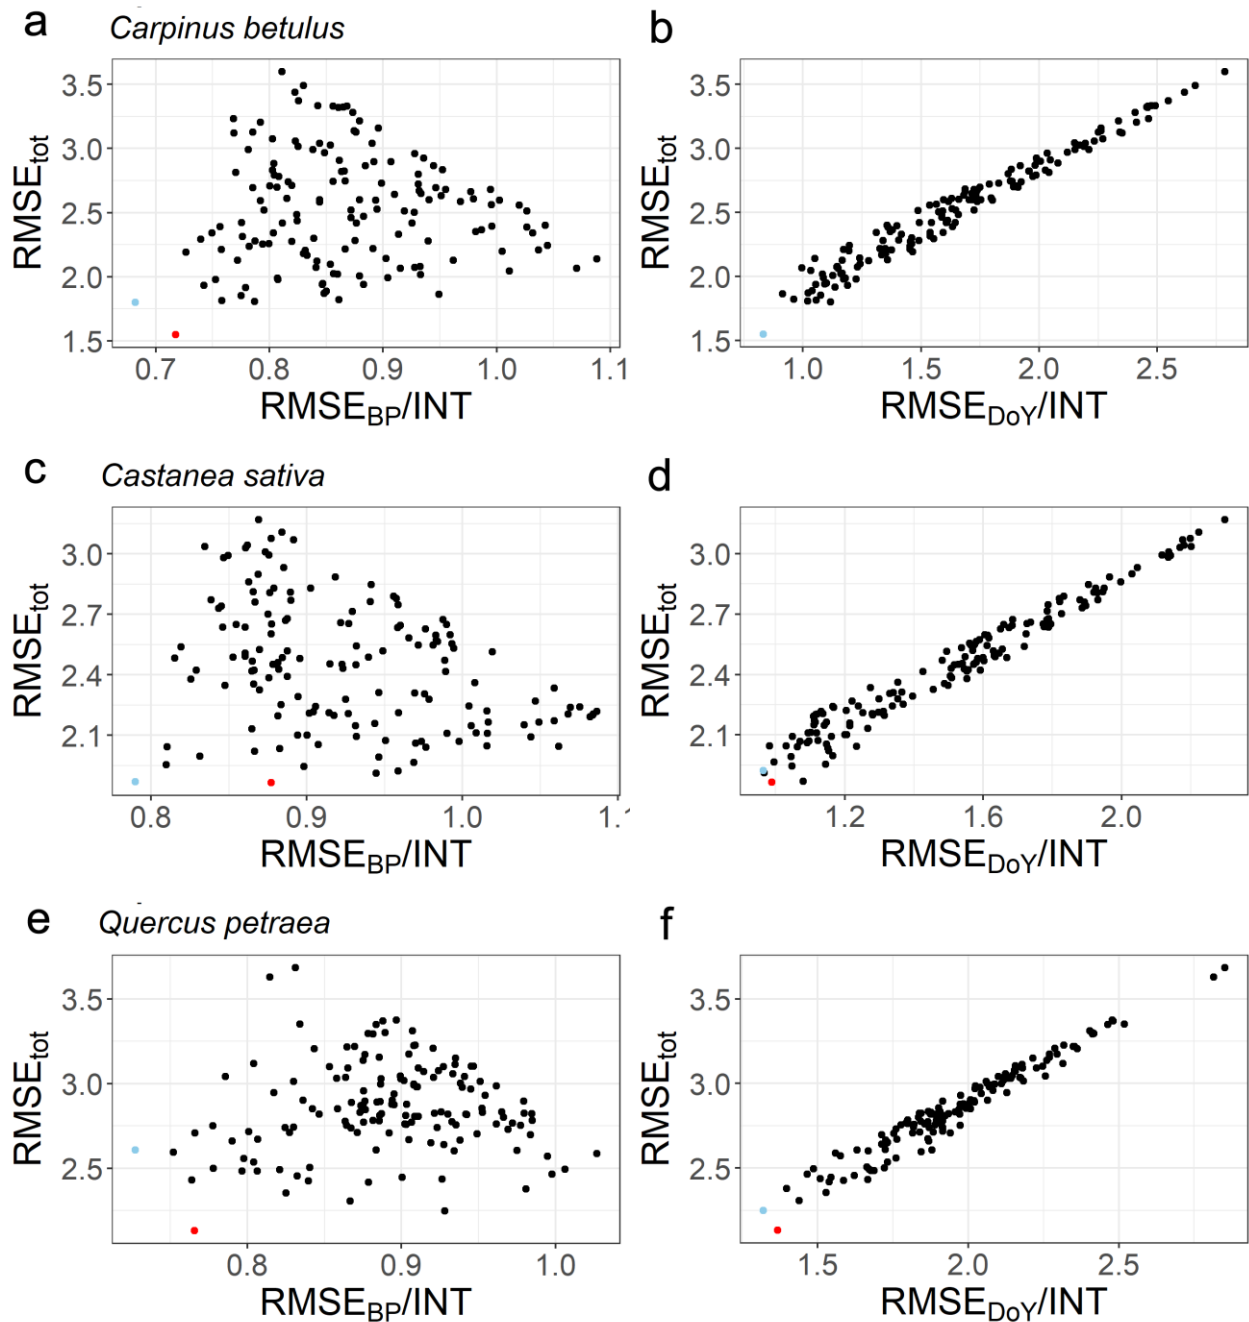 a Carpinus betulus b
3.5
3.0
2.5
2.0
1.5
RMSEtot
0.7 0.8 0.9 1.0 1.1
RMSEBP/INT
3.5
3.0
2.5
2.0
1.5
RMSEtot
1.0 1.5 2.0 2.5
RMSEDoY/INT
c Castanea sativa d
3.0
2.7
2.4
2.1
RMSEtot
0.8 0.9 1.0
RMSEBP/INT
3.0
2.7
2.4
2.1
RMSEtot
1.2 1.6 2.0
RMSEDoY/INT
e Quercus petraea f
3.5
3.0
2.5
RMSEtot
0.8 0.9 1.0
RMSEBP/INT
3.5
3.0
2.5
RMSEtot
1.5 2.0 2.5
RMSEDoY/INT